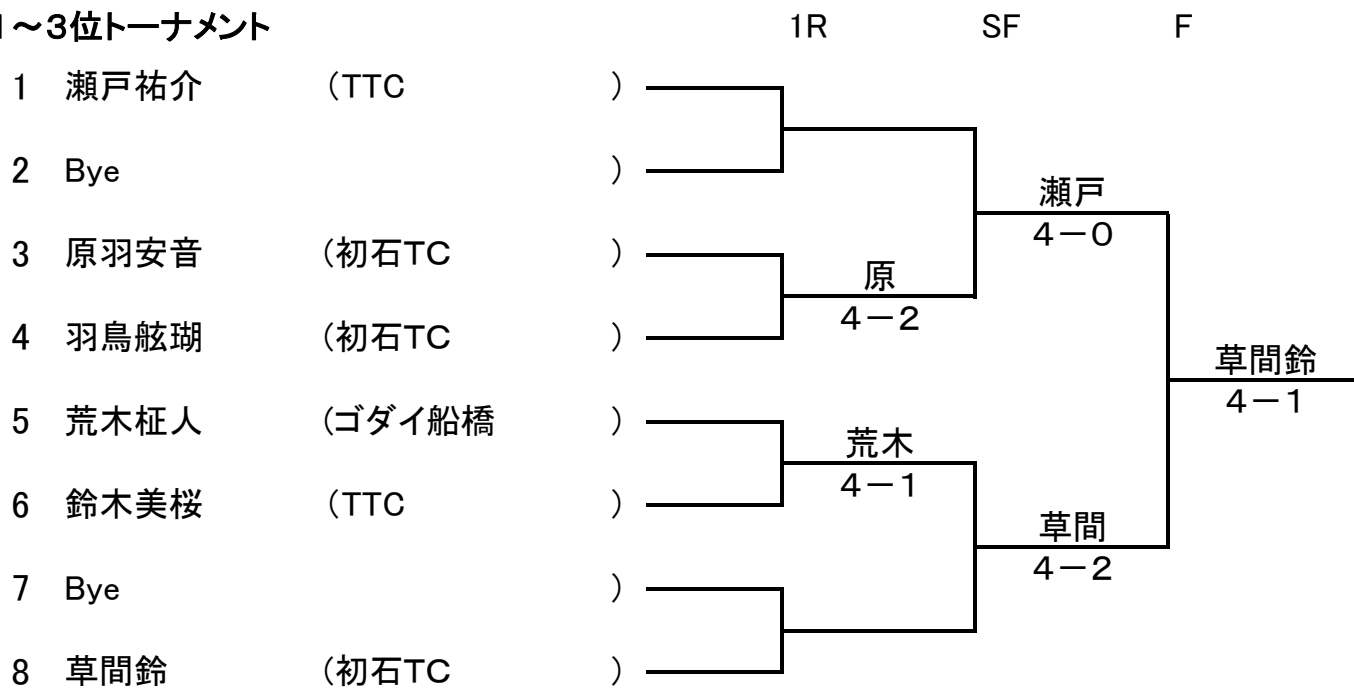 1～3位トーナメント 1R SF F
1 瀬戸祐介 (TTC )
2 Bye )
瀬戸
4－0
3 原羽安音 (初石TC )
原
4－2
4 羽鳥舷瑚 (初石TC )
草間鈴
4－1
5 荒木柾人 (ゴダイ船橋 )
荒木
4－1
6 鈴木美桜 (TTC )
草間
4－2
7 Bye )
8 草間鈴 (初石TC )